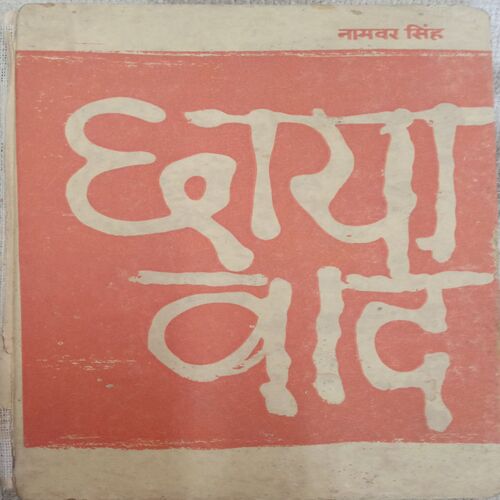 नामवर सिंह
छाया
वाद